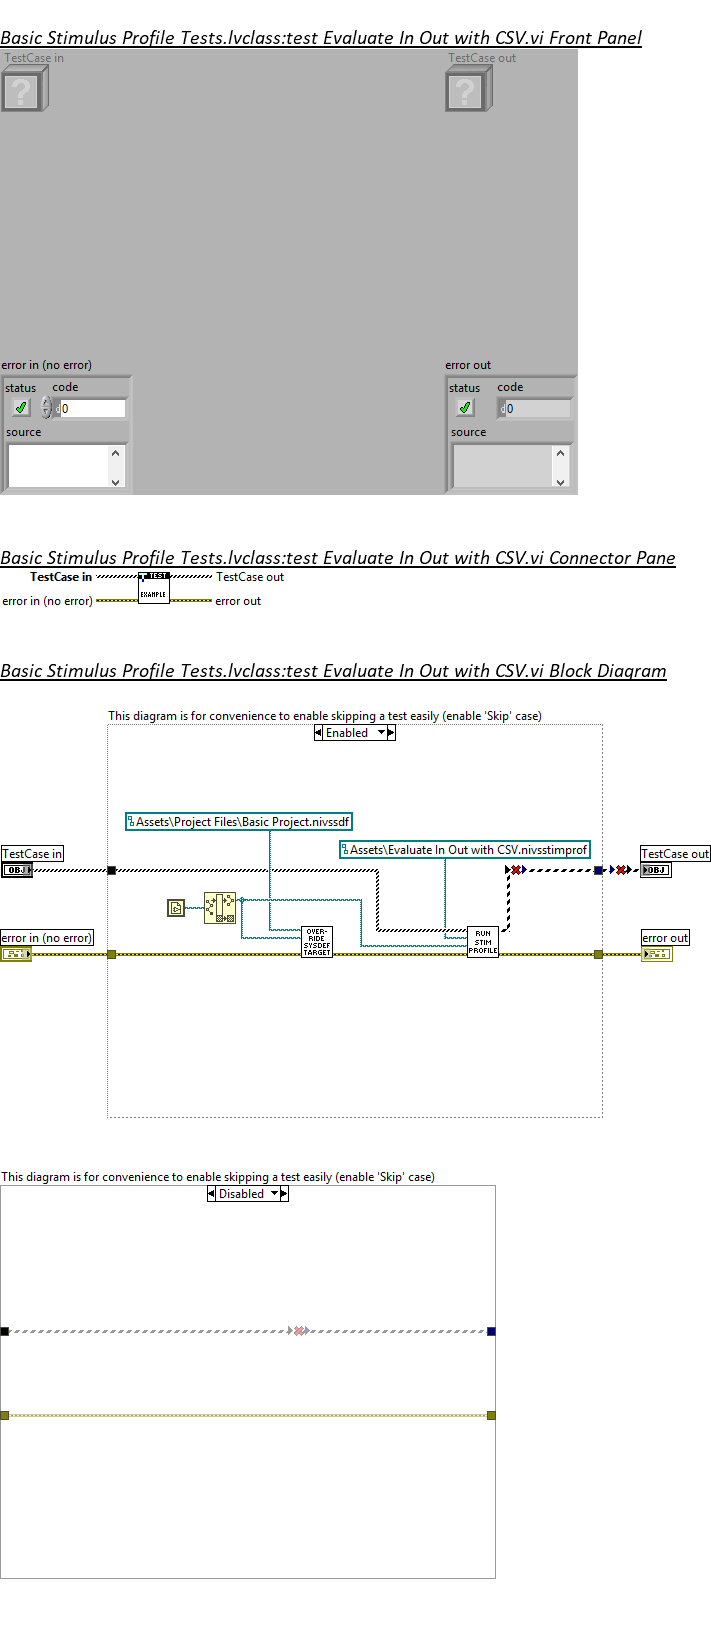 Basic Stimulus Profile Tests.lvclass:test Evaluate In Out with CSV.vi Front Panel
TestCase in
TestCase out
?
?
error in (no error)
error out
status
code
status
code
d
0
d
0
source
source
Basic Stimulus Profile Tests.lvclass:test Evaluate In Out with CSV.vi Connector Pane
TestCase in
TEST
TestCase out
error in (no error)
EXAMPLE
error out
Basic Stimulus Profile Tests.lvclass:test Evaluate In Out with CSV.vi Block Diagram
This diagram is for convenience to enable skipping a test easily (enable 'Skip' case)
Enabled
Assets\Project Files\Basic Project.nivssdf
Assets\Evaluate In Out with CSV.nivsstimprof
TestCase in
TestCase out
OBJ
OBJ
error in (no error)
OVER-
RIDE
SYSDEF
TARGET
RUN
STIM
PROFILE
error out
This diagram is for convenience to enable skipping a test easily (enable 'Skip' case)
Disabled